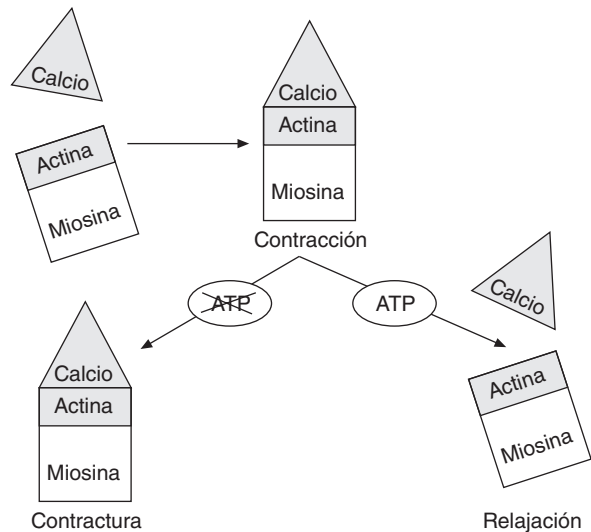 Calcio
Actina
Miosina
Calcio
Actina
Miosina
Contracción
ATP
ATP
Calcio
Actina
Miosina
Contractura
Calcio
Actina
Miosina
Relajación